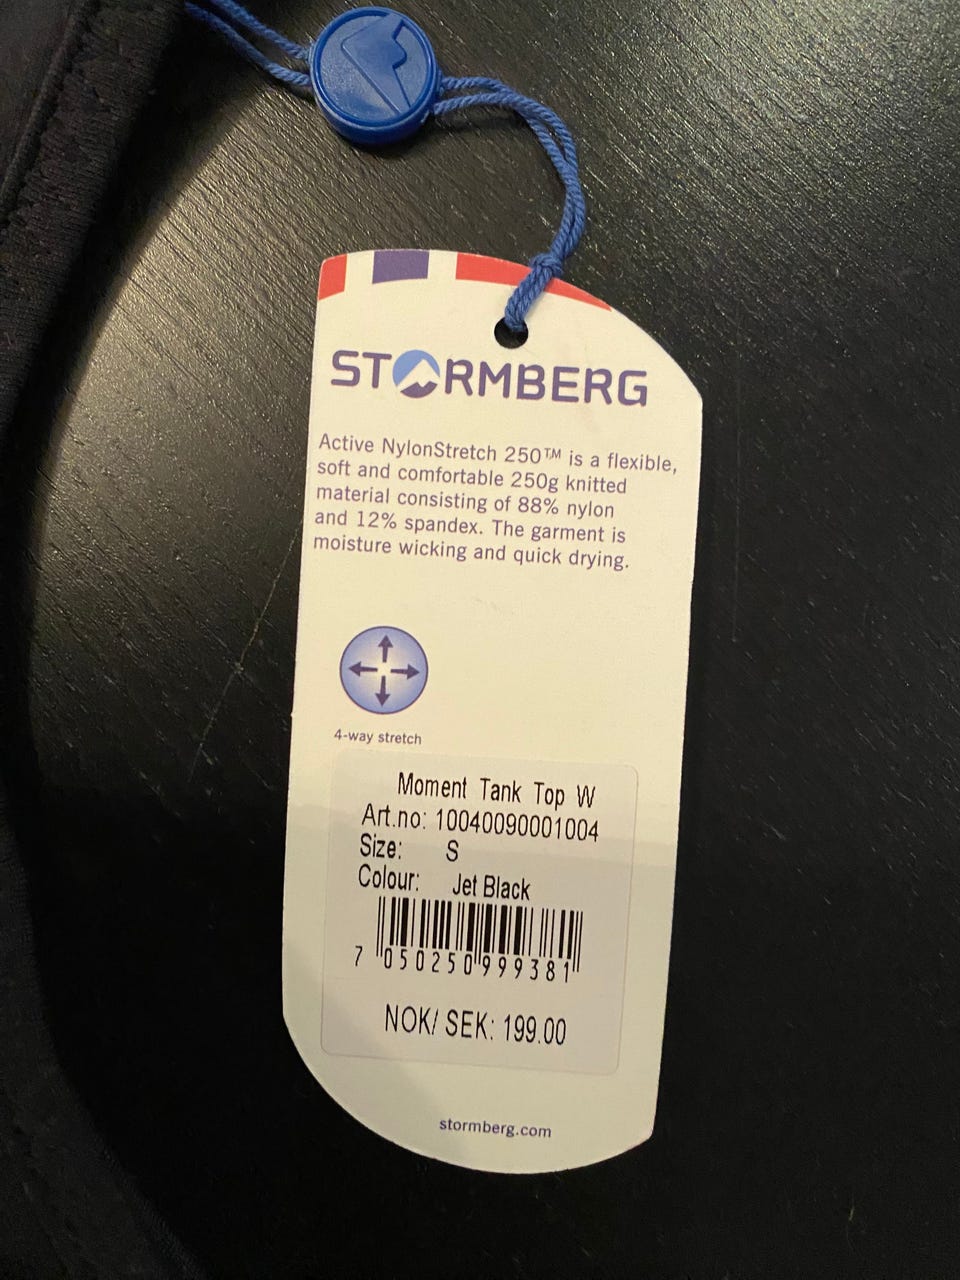 STORMBERG
Active NylonStretch 250™ is a flexible,
soft and comfortable 250g knitted
material consisting of 88% nylon
and 12% spandex. The garment is
moisture wicking and quick drying.
4-way stretch
Moment Tank Top W
Art.no: 10040090001004
Size: S
Colour: Jet Black
7 050250 999381
NOK/ SEK: 199.00
stormberg.com